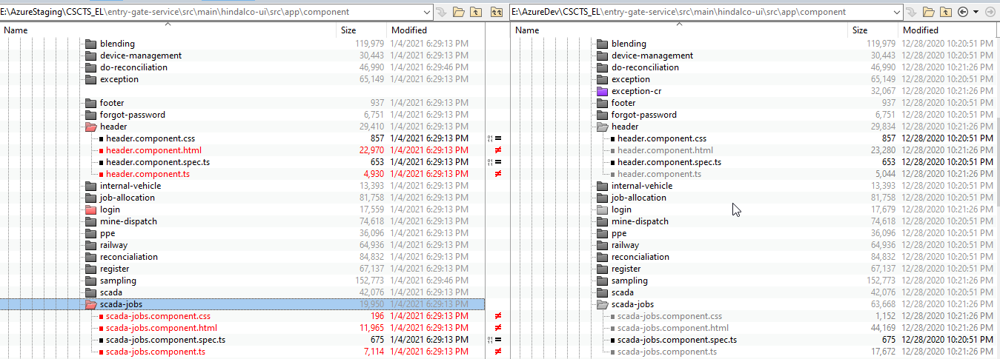 E:\AzureStaging\CSCTS_EL\entry-gate-service\src\main\hindalco-ui\src\app\component E:\AzureDev\CSCTS_EL\entry-gate-service\src\main\hindalco-ui\src\app\component
Name Size Modified Name Size Modified
blending 119,979 1/4/2021 6:29:13 PM blending 119,979 12/28/2020 10:20:51 PM
device-management 30,443 1/4/2021 6:29:13 PM device-management 30,443 12/28/2020 10:20:51 PM
do-reconciliation 46,990 1/4/2021 6:29:46 PM do-reconciliation 46,990 12/28/2020 10:21:26 PM
exception 65,149 1/4/2021 6:29:13 PM exception 65,149 12/28/2020 10:20:51 PM
exception-cr 32,067 12/28/2020 10:21:26 PM
footer 937 1/4/2021 6:29:13 PM footer 937 12/28/2020 10:20:51 PM
forgot-password 6,751 1/4/2021 6:29:13 PM forgot-password 6,751 12/28/2020 10:20:51 PM
header 29,410 1/4/2021 6:29:13 PM header 29,834 12/28/2020 10:21:26 PM
header.component.css 857 1/4/2021 6:29:13 PM = header.component.css 857 12/28/2020 10:20:51 PM
header.component.html 22,970 1/4/2021 6:29:13 PM ≠ header.component.html 23,280 12/28/2020 10:21:26 PM
header.component.spec.ts 653 1/4/2021 6:29:13 PM = header.component.spec.ts 653 12/28/2020 10:20:51 PM
header.component.ts 4,930 1/4/2021 6:29:13 PM ≠ header.component.ts 5,044 12/28/2020 10:21:26 PM
internal-vehicle 13,393 1/4/2021 6:29:13 PM internal-vehicle 13,393 12/28/2020 10:20:51 PM
job-allocation 81,758 1/4/2021 6:29:13 PM job-allocation 81,758 12/28/2020 10:21:26 PM
login 17,559 1/4/2021 6:29:13 PM login 17,679 12/28/2020 10:21:26 PM
mine-dispatch 74,618 1/4/2021 6:29:13 PM mine-dispatch 74,618 12/28/2020 10:21:26 PM
ppe 36,096 1/4/2021 6:29:13 PM ppe 36,096 12/28/2020 10:20:51 PM
railway 64,936 1/4/2021 6:29:13 PM railway 64,936 12/28/2020 10:21:26 PM
reconcialiation 84,832 1/4/2021 6:29:13 PM reconcialiation 84,832 12/28/2020 10:21:26 PM
register 67,137 1/4/2021 6:29:13 PM register 67,137 12/28/2020 10:21:26 PM
sampling 152,773 1/4/2021 6:29:46 PM sampling 152,773 12/28/2020 10:21:26 PM
scada 42,076 1/4/2021 6:29:13 PM scada 42,076 12/28/2020 10:20:51 PM
scada-jobs 19,950 1/4/2021 6:29:13 PM scada-jobs 63,668 12/28/2020 10:21:26 PM
scada-jobs.component.css 196 1/4/2021 6:29:13 PM ≠ scada-jobs.component.css 1,152 12/28/2020 10:21:26 PM
scada-jobs.component.html 11,965 1/4/2021 6:29:13 PM ≠ scada-jobs.component.html 44,169 12/28/2020 10:21:26 PM
scada-jobs.component.spec.ts 675 1/4/2021 6:29:13 PM = scada-jobs.component.spec.ts 675 12/28/2020 10:20:51 PM
scada-jobs.component.ts 7,114 1/4/2021 6:29:13 PM ≠ scada-jobs.component.ts 17,672 12/28/2020 10:21:26 PM